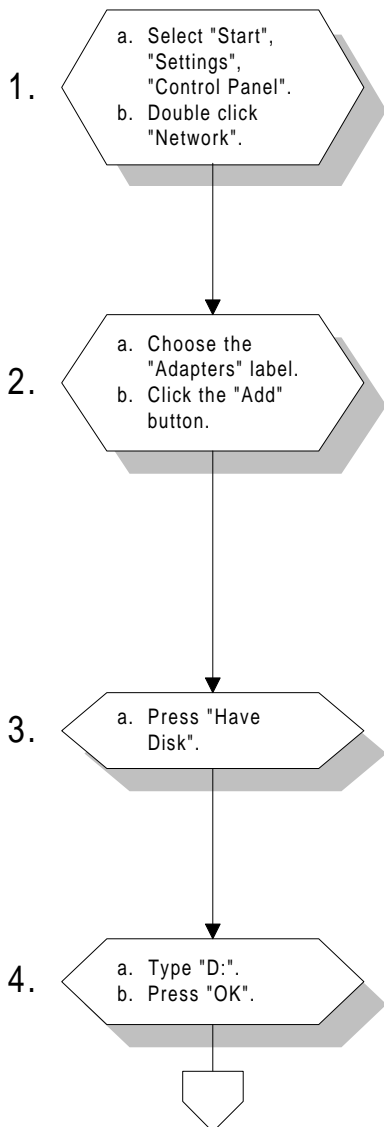 1.
a. Select "Start",
"Settings",
"Control Panel".
b. Double click
"Network".
2.
a. Choose the
"Adapters" label.
b. Click the "Add"
button.
3.
a. Press "Have
Disk".
4.
a. Type "D:".
b. Press "OK".